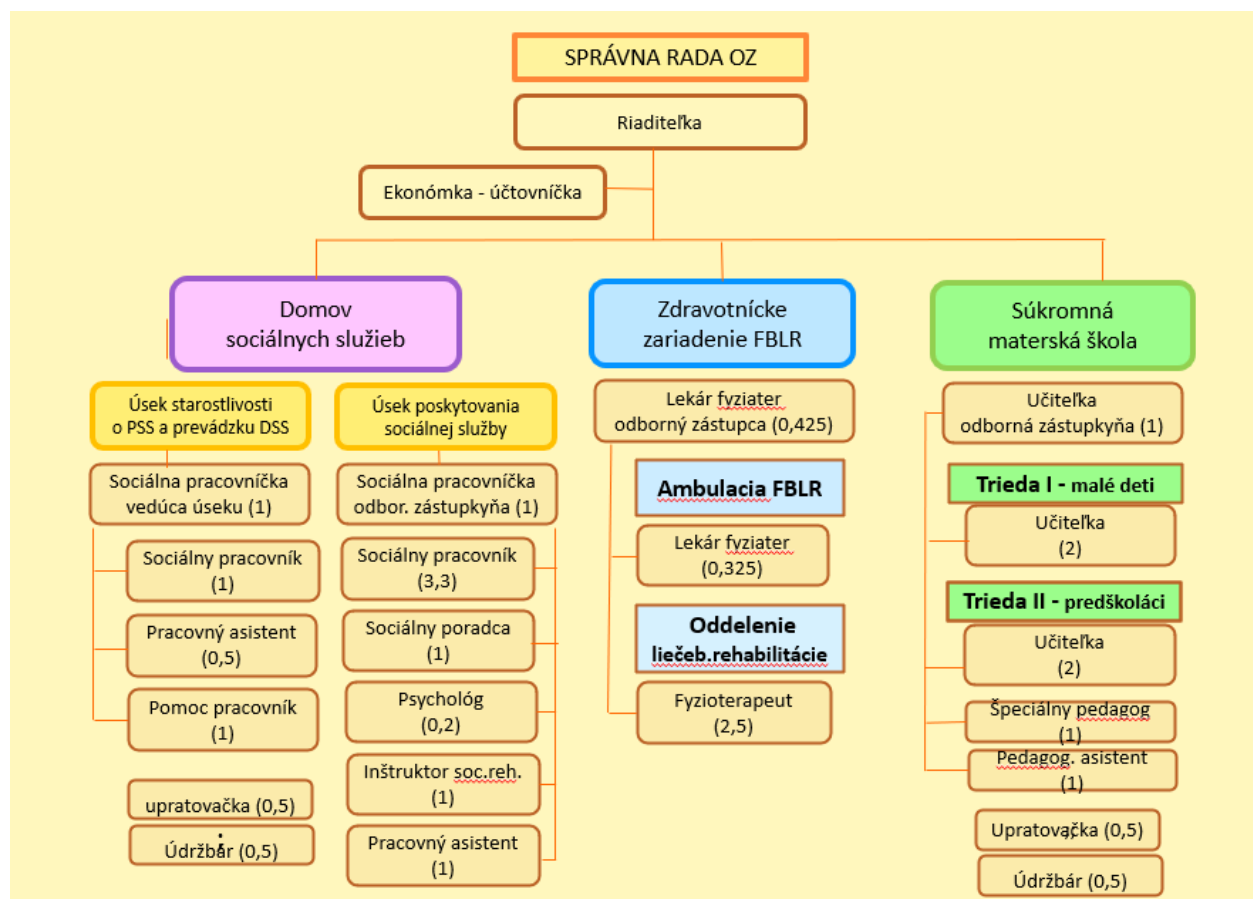 SPRÁVNA RADA OZ
Riaditeľka
Ekonómka - účtovníčka
Domov
sociálnych služieb
Úsek starostlivosti
o PSS a prevádzku DSS
Sociálna pracovníčka
vedúca úseku (1)
Sociálny pracovník
(1)
Pracovný asistent
(0,5)
Pomoc pracovník
(1)
upratovačka (0,5)
Údržbár (0,5)
Úsek poskytovania
sociálnej služby
Sociálna pracovníčka
odbor. zástupkyňa (1)
Sociálny pracovník
(3,3)
Sociálny poradca
(1)
Psychológ
(0,2)
Inštruktor soc.reh.
(1)
Pracovný asistent
(1)
Zdravotnícke
zariadenie FBLR
Lekár fyziater
odborný zástupca (0,425)
Ambulacia FBLR
Lekár fyziater
(0,325)
Oddelenie
liečeb.rehabilitácie
Fyzioterapeut
(2,5)
Súkromná
materská škola
Učiteľka
odborná zástupkyňa (1)
Trieda I - malé deti
Učiteľka
(2)
Trieda II - predškoláci
Učiteľka
(2)
Špeciálny pedagog
(1)
Pedagog. asistent
(1)
Upratovačka (0,5)
Údržbár (0,5)